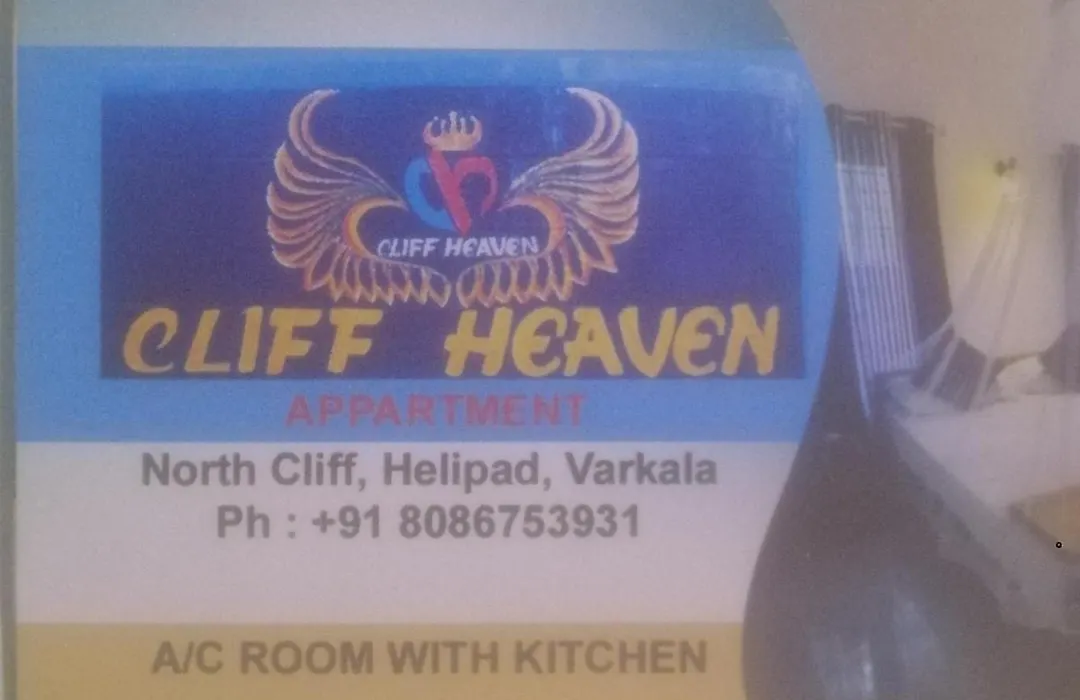 CLIFF HEAVEN
CLIFF HEAVEN
APPARTMENT
North Cliff, Helipad, Varkala
Ph : +91 8086753931
A/C ROOM WITH KITCHEN